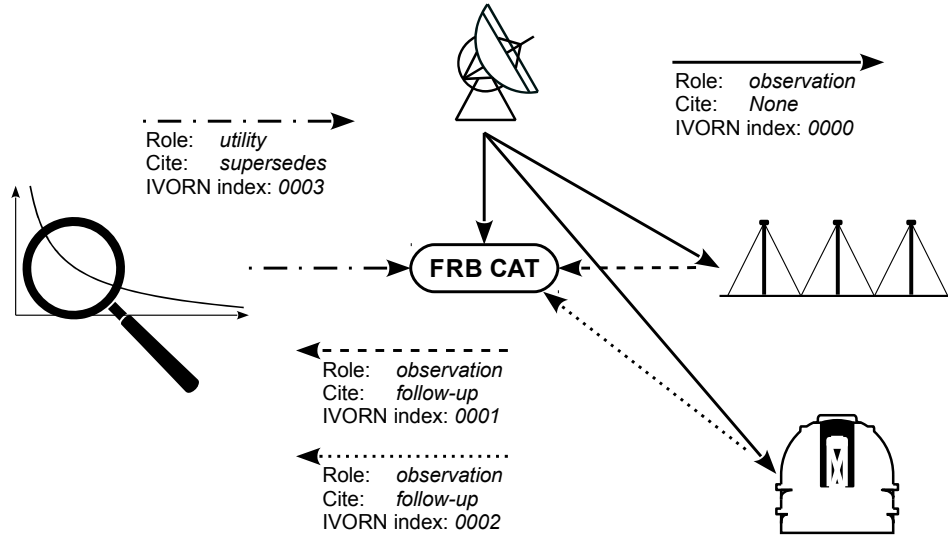 Role: observation
Cite: None
IVORN index: 0000
Role: utility
Cite: supersedes
IVORN index: 0003
FRB CAT
Role: observation
Cite: follow-up
IVORN index: 0001
Role: observation
Cite: follow-up
IVORN index: 0002